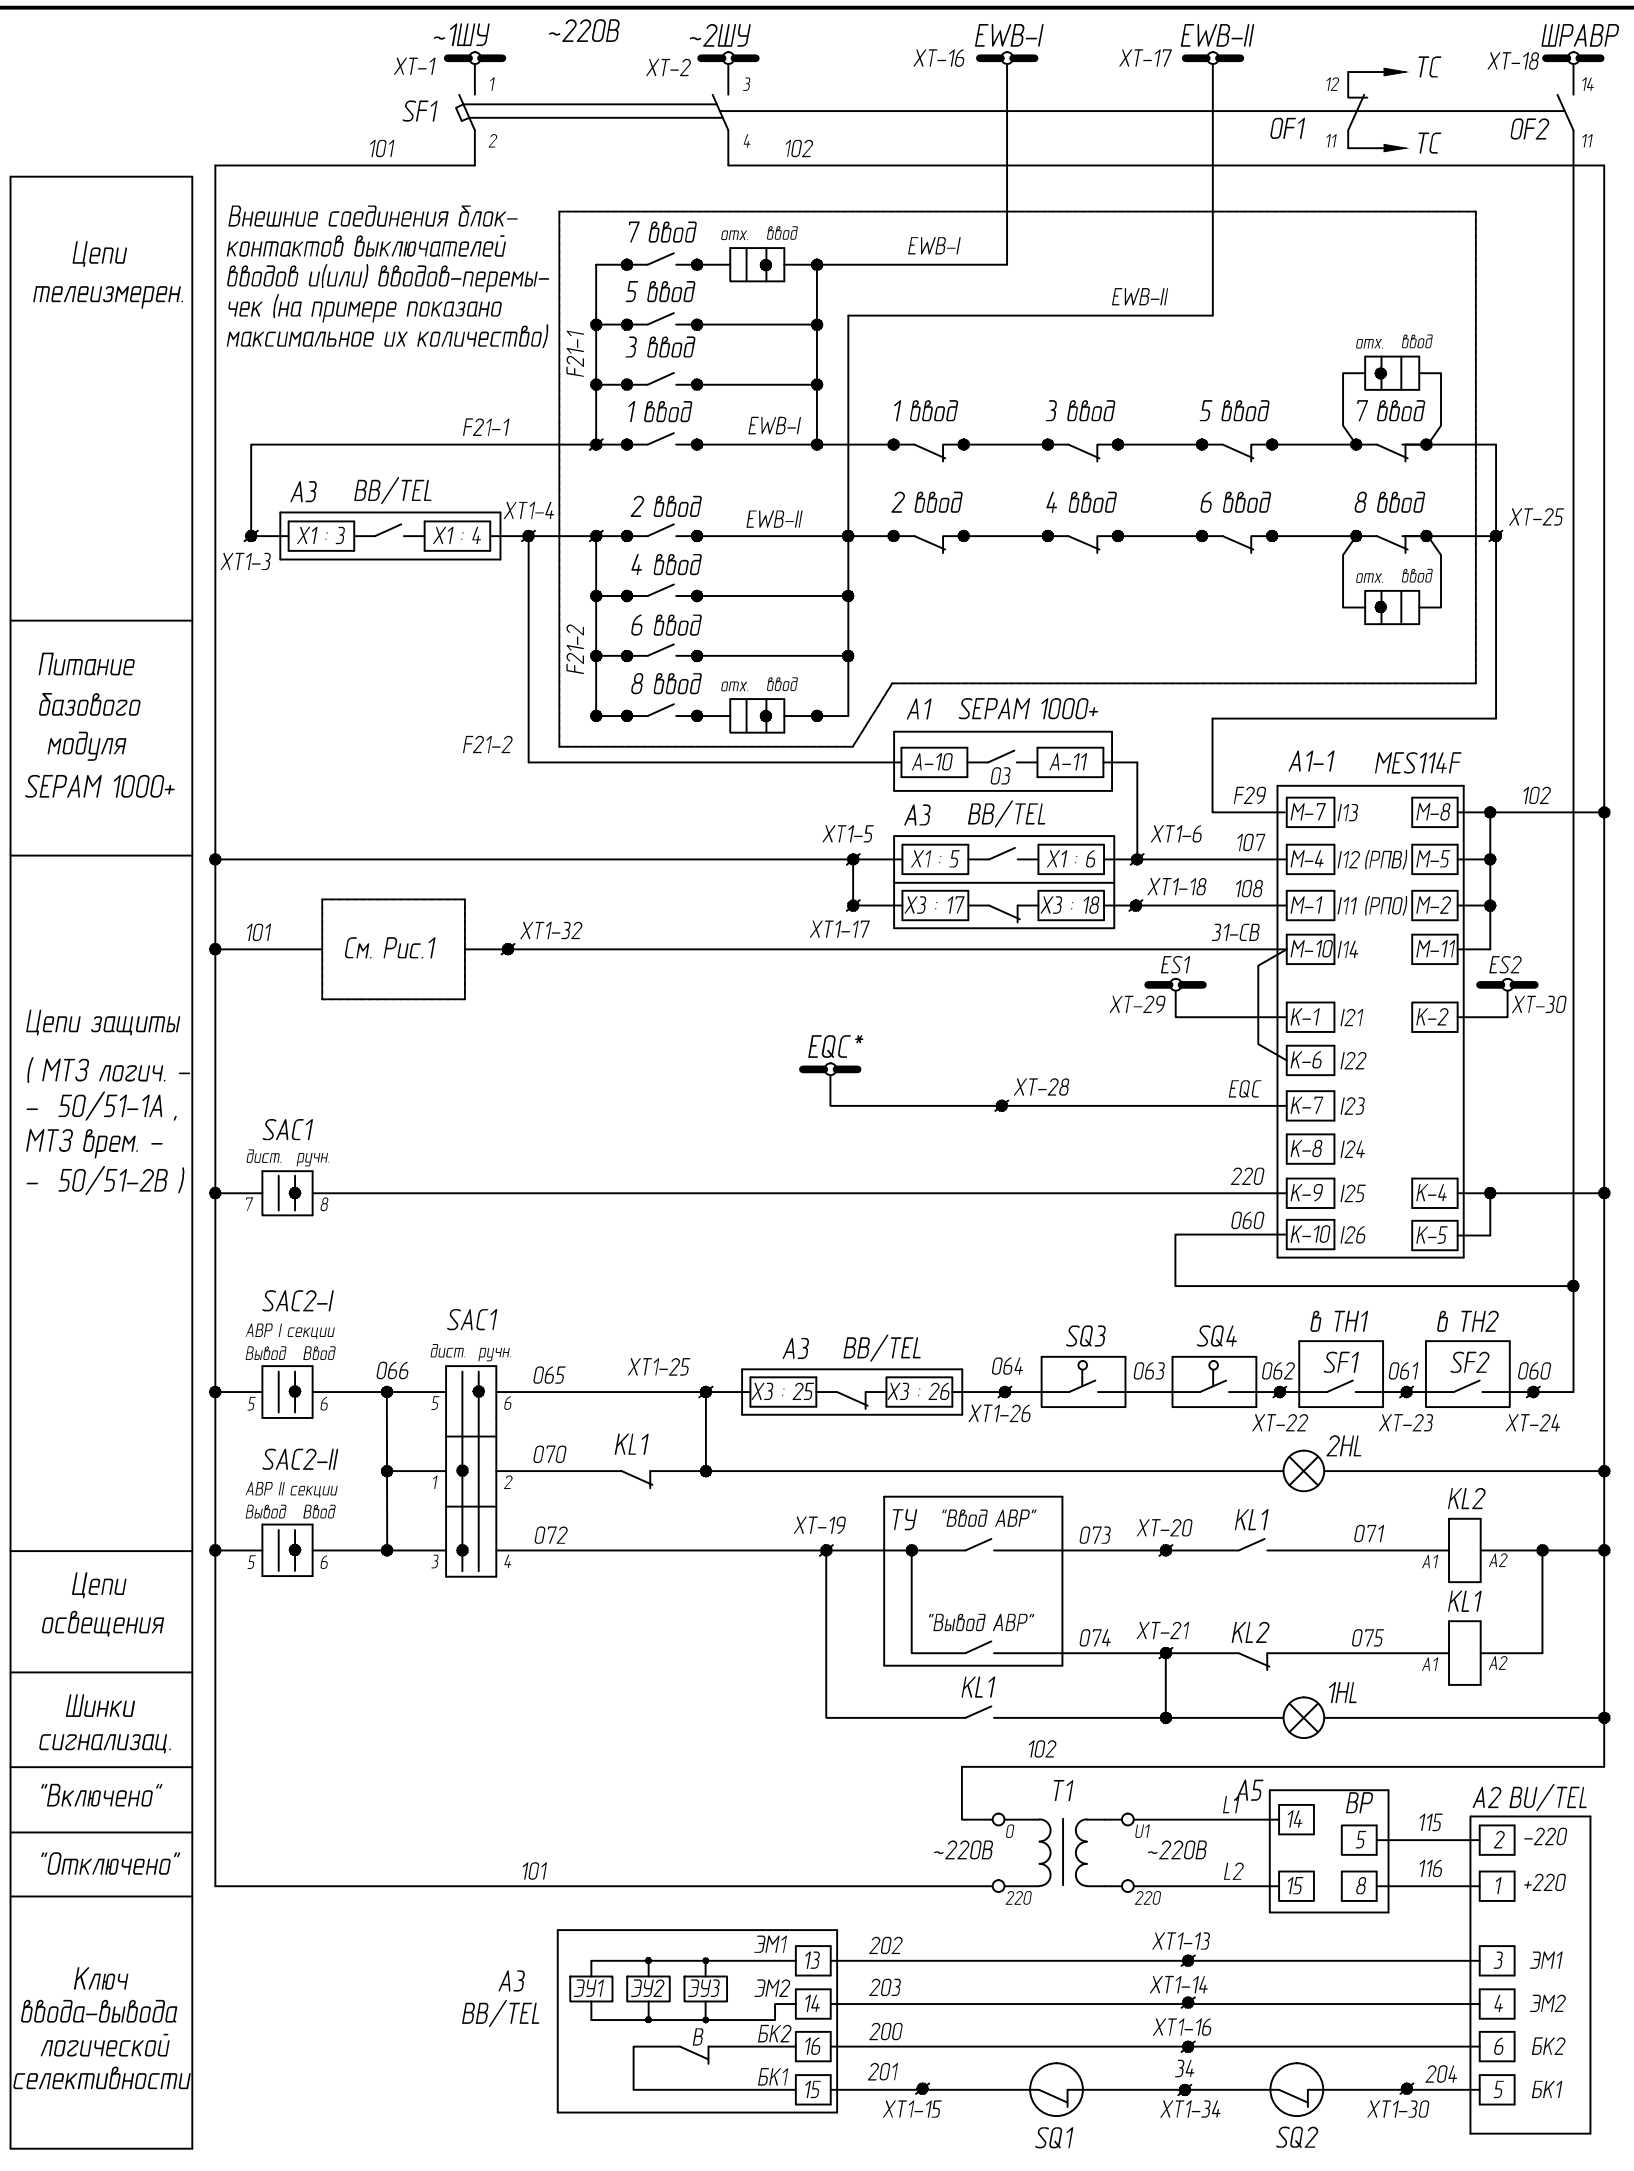 ~1ШУ
~220В
~2ШУ
EWB-I
EWB-II
ШРАВР
XT-1
XT-2
XT-16
XT-17
XT-18
1
3
12
TC
14
SF1
OF1
OF2
2
4
11
TC
11
101
102
Цепи
телеизмерен.
Питание
базового
модуля
SEPAM 1000+
Цепи защиты
( МТЗ логич. -
- 50/51-1А ,
МТЗ врем. -
- 50/51-2В )
Цепи
освещения
Шинки
сигнализац.
"Включено"
"Отключено"
Ключ
ввода-вывода
логической
селективности
Внешние соединения блок-
контактов выключателей
вводов и(или) вводов-перемы-
чек (на примере показано
максимальное их количество)
7 ввод
отх. ввод
EWB-I
5 ввод
EWB-II
F21-1
3 ввод
отх. ввод
F21-1
1 ввод
EWB-I
1 ввод
3 ввод
5 ввод
7 ввод
A3 BB/TEL
XT1-4
2 ввод
EWB-II
2 ввод
4 ввод
6 ввод
8 ввод
XT-25
X1 : 3
X1 : 4
XT1-3
4 ввод
отх. ввод
F21-2
6 ввод
8 ввод
отх. ввод
F21-2
A1 SEPAM 1000+
A-10
03
A-11
A1-1 MES114F
F29
M-7 I13
M-8
102
XT1-5
A3 BB/TEL
XT1-6
107
X1 : 5
X1 : 6
M-4 I12 (РПВ)
M-5
XT1-18
108
X3 : 17
X3 : 18
M-1 I11 (РПО)
M-2
XT1-17
101
См. Рис.1
XT1-32
31-СВ
M-10 I14
M-11
ES1
ES2
XT-29
XT-30
K-1 I21
K-2
EQC*
K-6 I22
XT-28
EQC
K-7 I23
K-8 I24
SAC1
дист. ручн.
7
8
220
K-9 I25
K-4
060
K-10 I26
K-5
SAC2-I
АВР I секции
Вывод Ввод
5
6
066
SAC1
дист. ручн.
5
6
065
XT1-25
A3 BB/TEL
X3 : 25
X3 : 26
064
XT1-26
SQ3
063
SQ4
062
XT-22
в ТН1
SF1
061
XT-23
в ТН2
SF2
060
XT-24
SAC2-II
АВР II секции
Вывод Ввод
5
6
1
2
070
KL1
2HL
3
4
072
XT-19
ТУ
"Ввод АВР"
073
XT-20
KL1
071
KL2
A1
A2
"Вывод АВР"
074
XT-21
KL2
075
KL1
A1
A2
KL1
1HL
102
T1
0
U1
~220В
~220В
220
220
101
L1
L2
A5
BP
14
5
15
8
115
116
A2 BU/TEL
2
-220
1
+220
A3
BB/TEL
ЭУ1
ЭУ2
ЭУ3
ЭМ1
13
202
XT1-13
3
ЭМ1
ЭМ2
14
203
XT1-14
4
ЭМ2
В
БК2
16
200
XT1-16
6
БК2
БК1
15
201
XT1-15
SQ1
34
XT1-34
SQ2
XT1-30
204
5
БК1